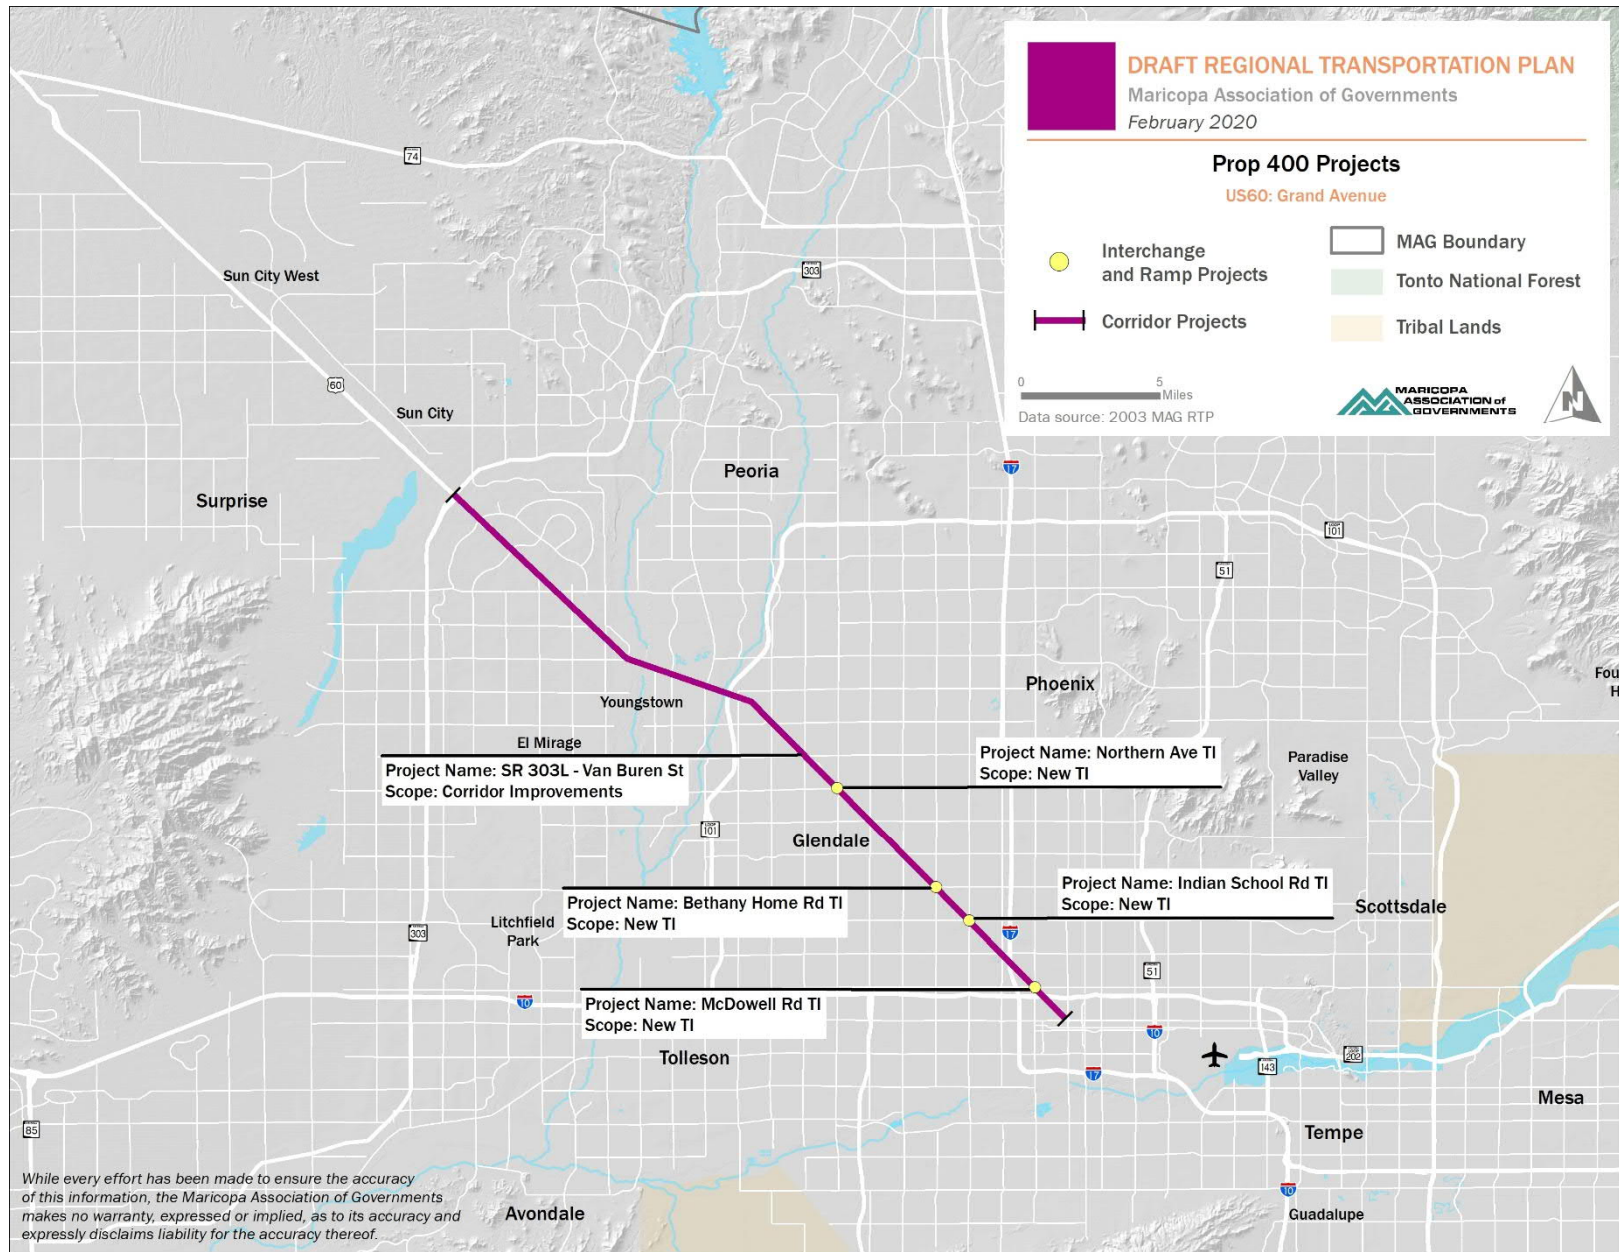 DRAFT REGIONAL TRANSPORTATION PLAN
Maricopa Association of Governments
February 2020
Prop 400 Projects
US60: Grand Avenue
Interchange
and Ramp Projects
Corridor Projects
MAG Boundary
Tonto National Forest
Tribal Lands
0 5
Miles
Data source: 2003 MAG RTP
MARICOPA
ASSOCIATION of
GOVERNMENTS
N
74
303
Sun City West
60
Sun City
17
Peoria
Surprise
LOOP
101
51
Fou
H
Phoenix
Youngstown
El Mirage
Project Name: SR 303L - Van Buren St
Scope: Corridor Improvements
Project Name: Northern Ave TI
Scope: New TI
Paradise
Valley
LOOP
101
Glendale
Project Name: Indian School Rd TI
Scope: New TI
Project Name: Bethany Home Rd TI
Scope: New TI
Scottsdale
Litchfield
Park
303
17
51
10
Project Name: McDowell Rd TI
Scope: New TI
10
Tolleson
LOOP
202
143
17
Mesa
85
Tempe
10
Avondale
Guadalupe
While every effort has been made to ensure the accuracy
of this information, the Maricopa Association of Governments
makes no warranty, expressed or implied, as to its accuracy and
expressly disclaims liability for the accuracy thereof.